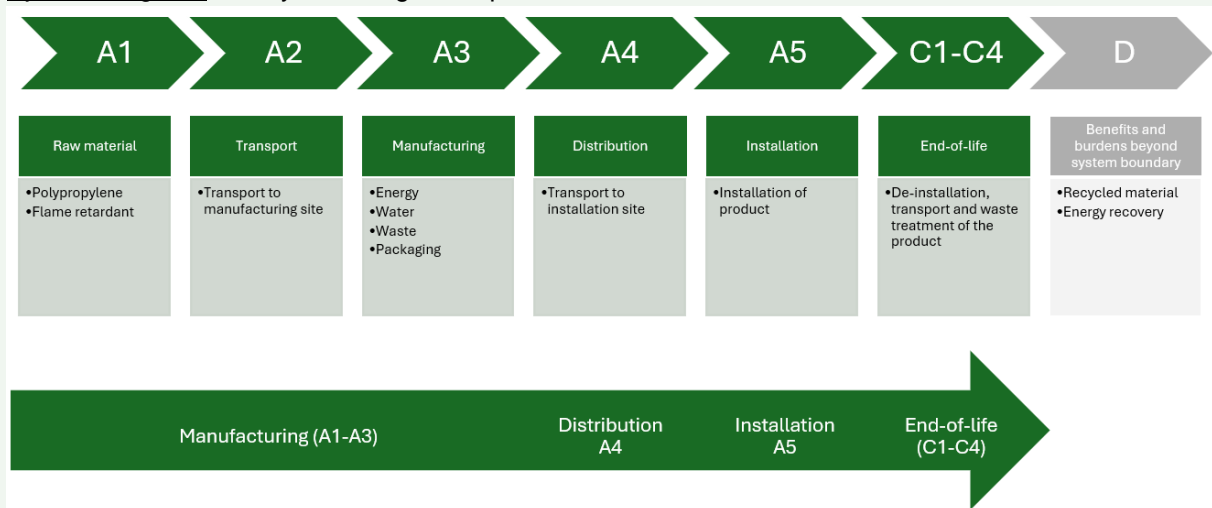 A1
A2
A3
A4
A5
C1-C4
D
Raw material
Transport
Manufacturing
Distribution
Installation
End-of-life
Benefits and
burdens beyond
system boundary
•Polypropylene
•Flame retardant
•Transport to
manufacturing site
•Energy
•Water
•Waste
•Packaging
•Transport to
installation site
•Installation of
product
•De-installation,
transport and waste
treatment of the
product
•Recycled material
•Energy recovery
Manufacturing (A1-A3)
Distribution
A4
Installation
A5
End-of-life
(C1-C4)